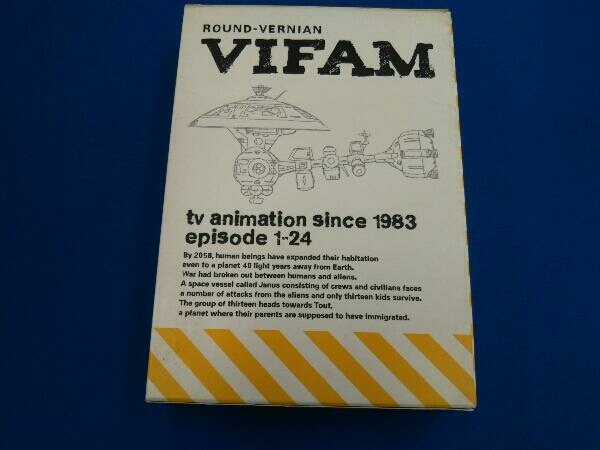 ROUND-VERNIAN
VIFAM
tv animation since 1983
episode 1-24
By 2058, human beings have expanded their habitation
even to a planet 40 light years away from Earth.
War had broken out between humans and aliens.
A space vessel called Janus consisting of crews and civilians faces
a number of attacks from the aliens and only thirteen kids survive.
The group of thirteen heads towards Tout,
a planet where their parents are supposed to have immigrated.